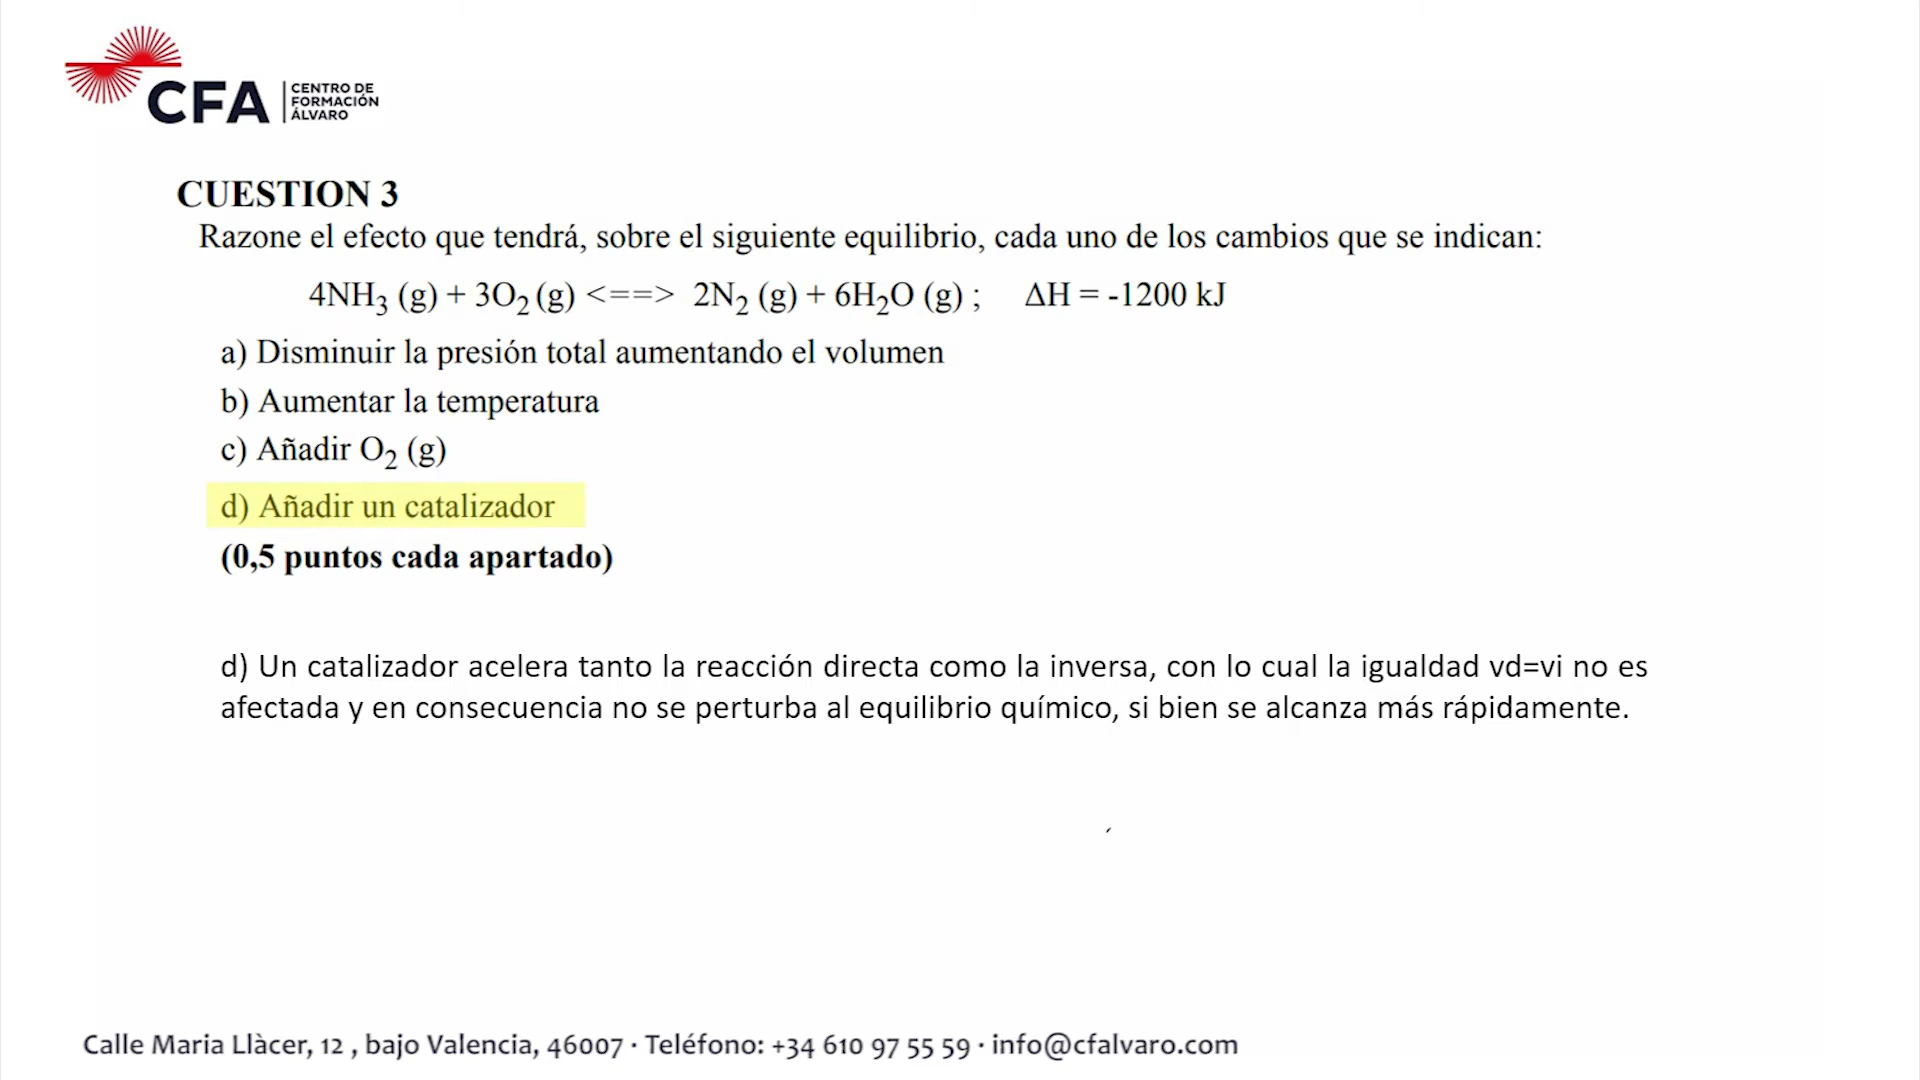 CFA
CENTRO DE
FORMACIÓN
ÁLVARO
CUESTION 3
Razone el efecto que tendrá, sobre el siguiente equilibrio, cada uno de los cambios que se indican:
4NH₃ (g) + 3O₂ (g) <==> 2N₂ (g) + 6H₂O (g) ; ΔH = -1200 kJ
a) Disminuir la presión total aumentando el volumen
b) Aumentar la temperatura
c) Añadir O₂ (g)
d) Añadir un catalizador
(0,5 puntos cada apartado)
d) Un catalizador acelera tanto la reacción directa como la inversa, con lo cual la igualdad vd=vi no es
afectada y en consecuencia no se perturba al equilibrio químico, si bien se alcanza más rápidamente.
Calle Maria Llàcer, 12 , bajo Valencia, 46007 · Teléfono: +34 610 97 55 59 · info@cfalvaro.com